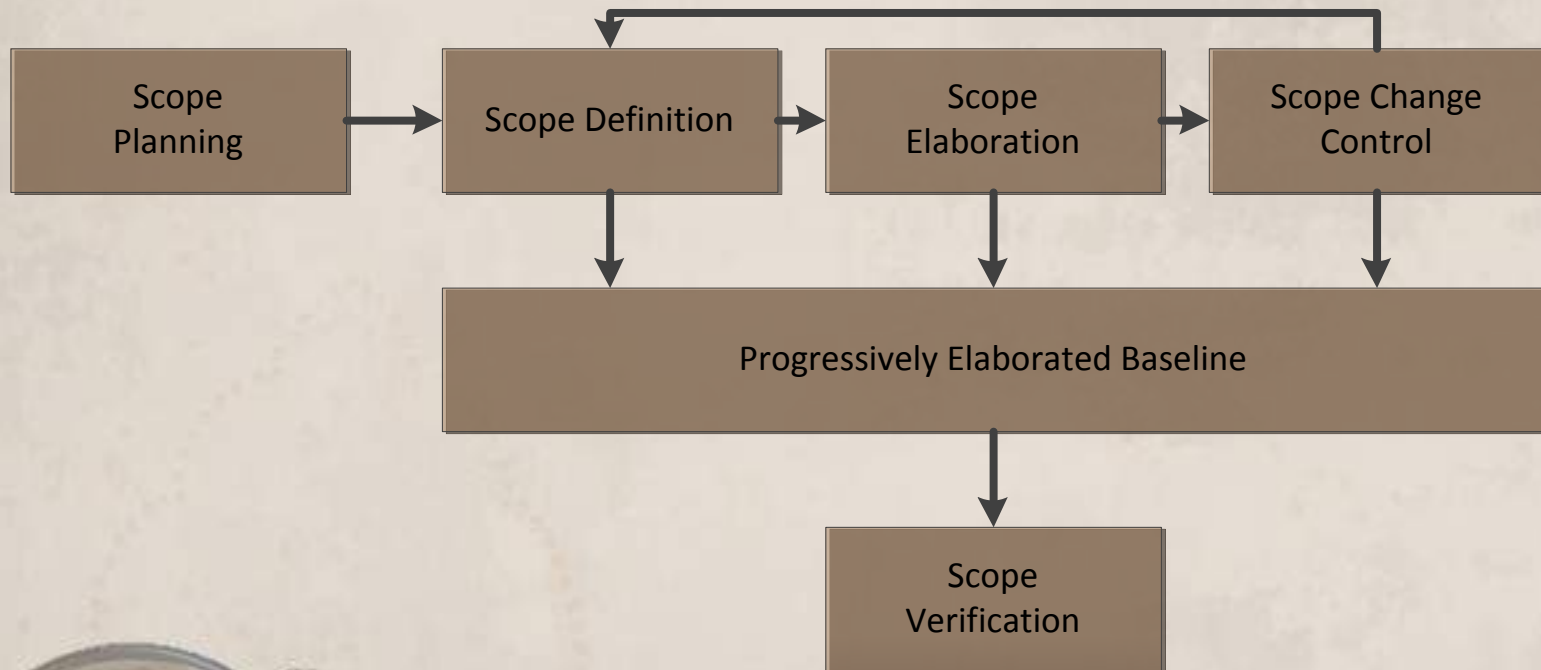 Scope
Planning
Scope Definition
Scope
Elaboration
Scope Change
Control
Progressively Elaborated Baseline
Scope
Verification